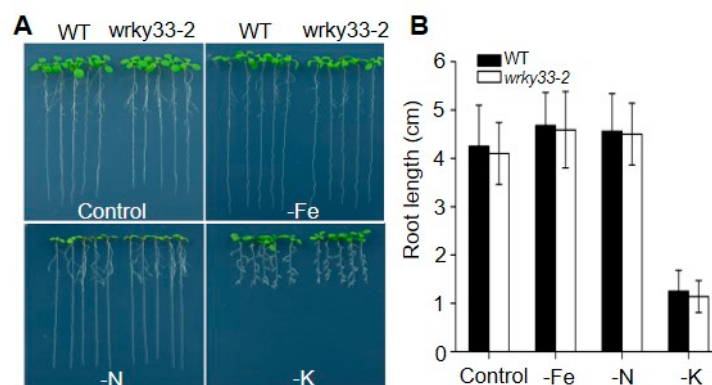 A
WT wrky33-2
WT wrky33-2
Control
-Fe
-N
-K
B
WT
wrky33-2
Root length (cm)
6
5
4
3
2
1
0
Control -Fe -N -K